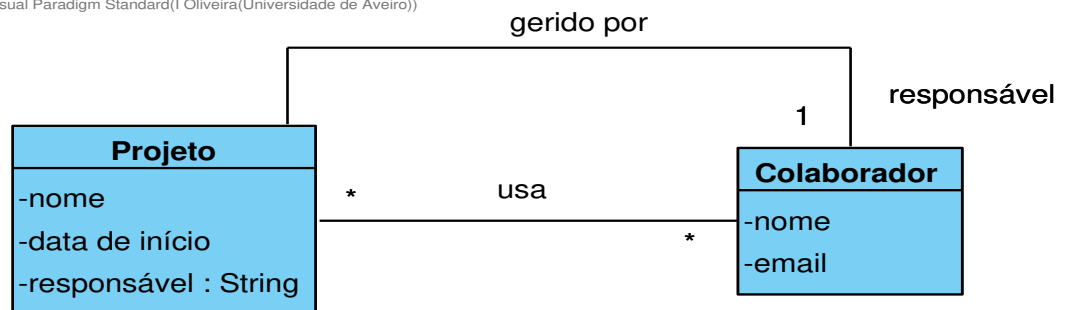 sual Paradigm Standard(I Oliveira(Universidade de Aveiro))
gerido por
responsável
1
Projeto
-nome
-data de início
-responsável : String
*
usa
*
Colaborador
-nome
-email